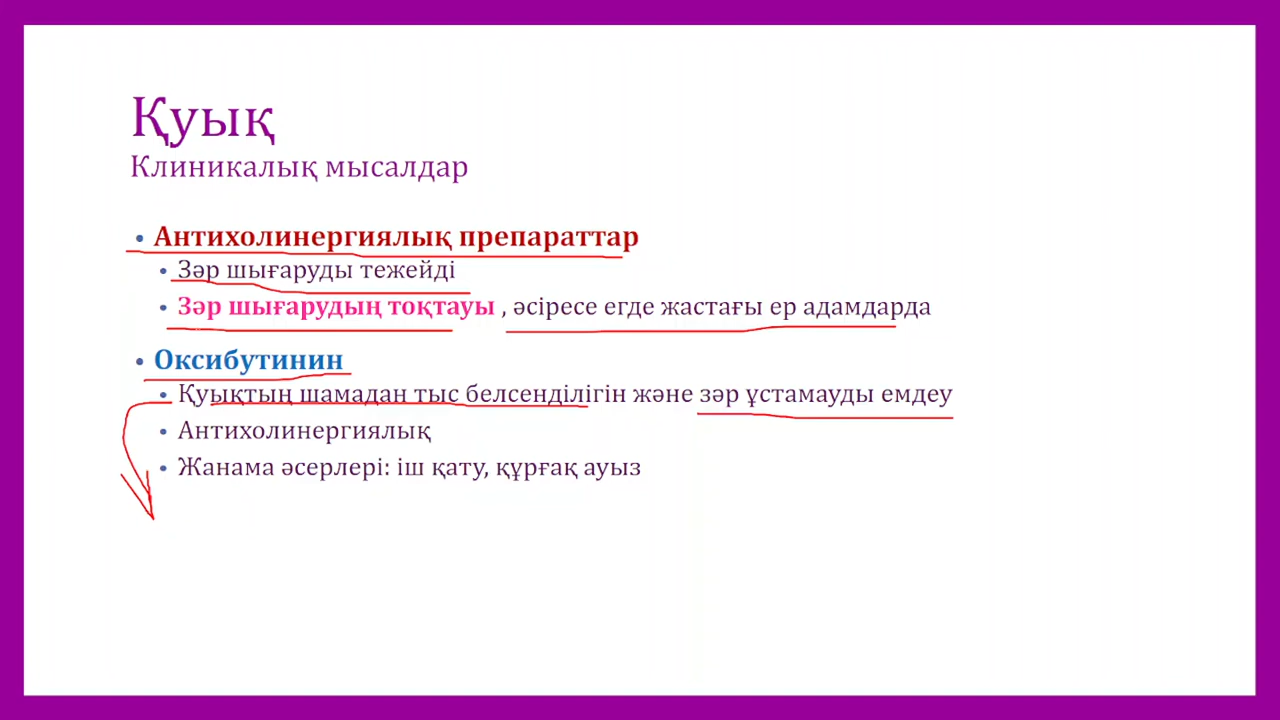 Қуық
Клиникалық мысалдар
• Антихолинергиялық препараттар
• Зәр шығаруды тежейді
• Зәр шығарудың тоқтауы , әсіресе егде жастағы ер адамдарда
• Оксибутинин
• Қуықтың шамадан тыс белсенділігін және зәр ұстамауды емдеу
• Антихолинергиялық
• Жанама әсерлері: іш қату, құрғақ ауыз